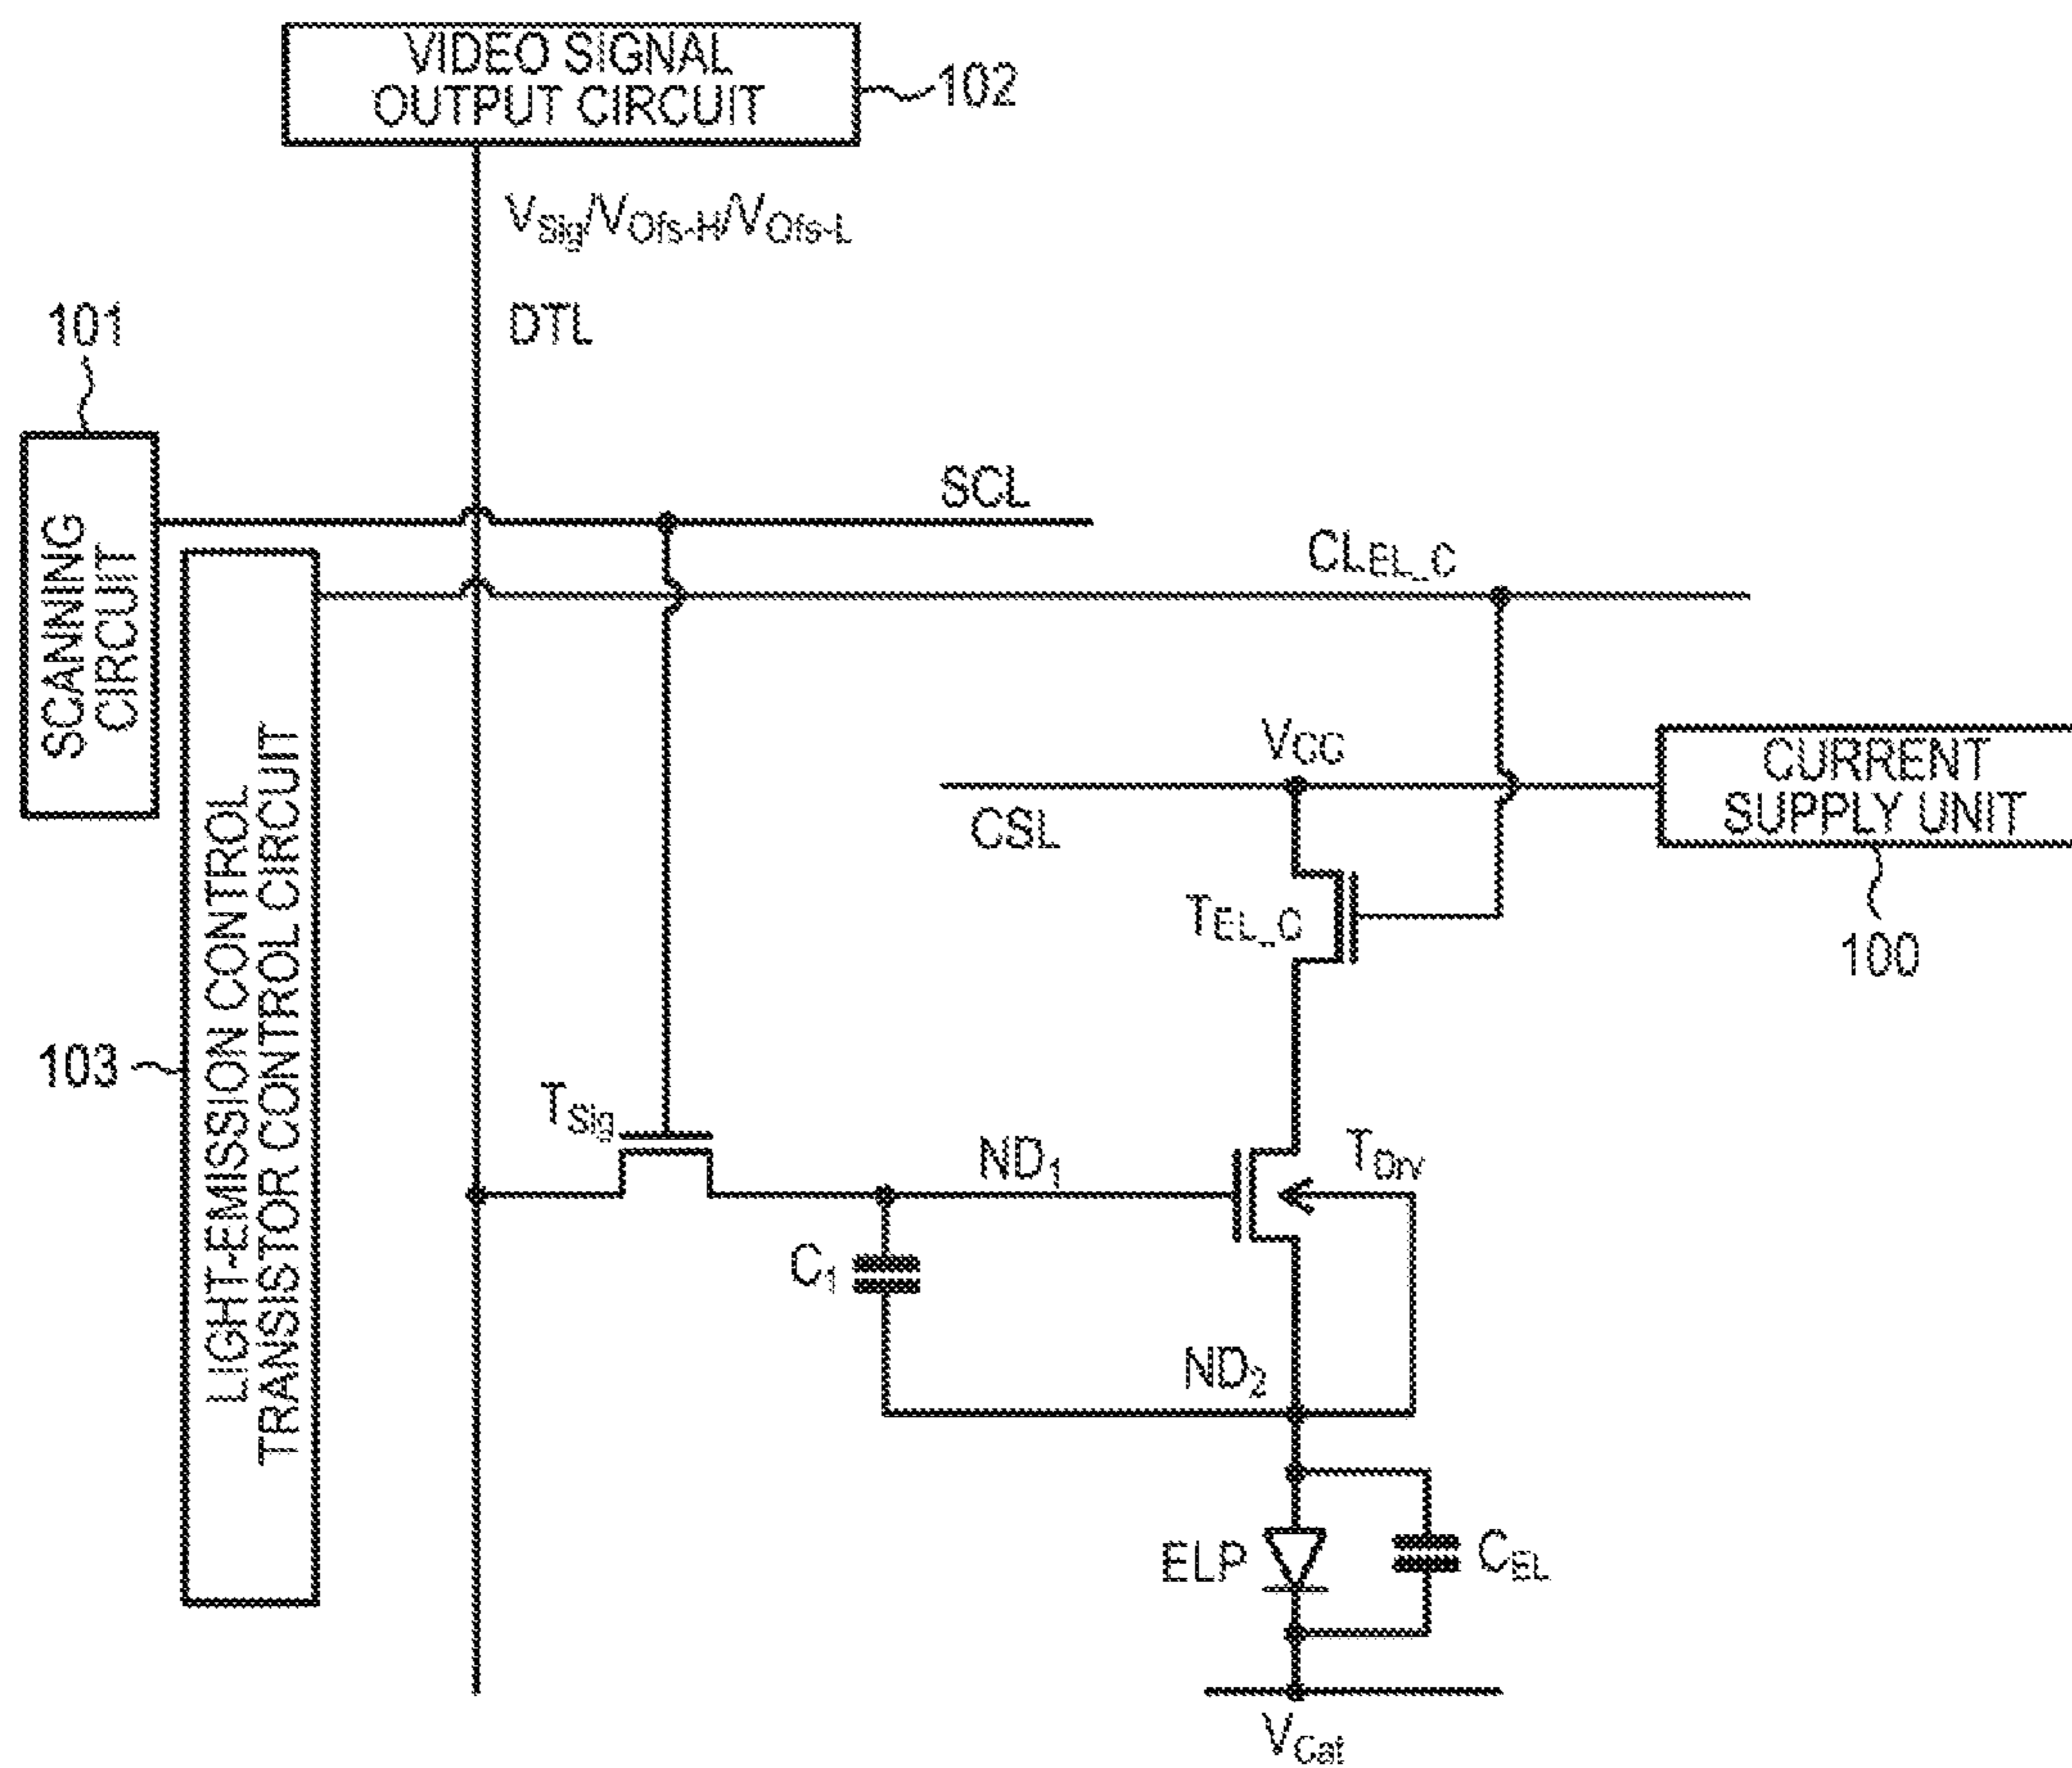 VIDEO SIGNAL
OUTPUT CIRCUIT
102
VSig/VOfs-H/VOfs-L
DTL
101
SCANNING
CIRCUIT
SCL
CLEL_C
LIGHT-EMISSION CONTROL
TRANSISTOR CONTROL CIRCUIT
103
VCC
CSL
CURRENT
SUPPLY UNIT
100
TEL_C
TSig
ND1
TDrv
C1
ND2
ELP
CEL
VCat